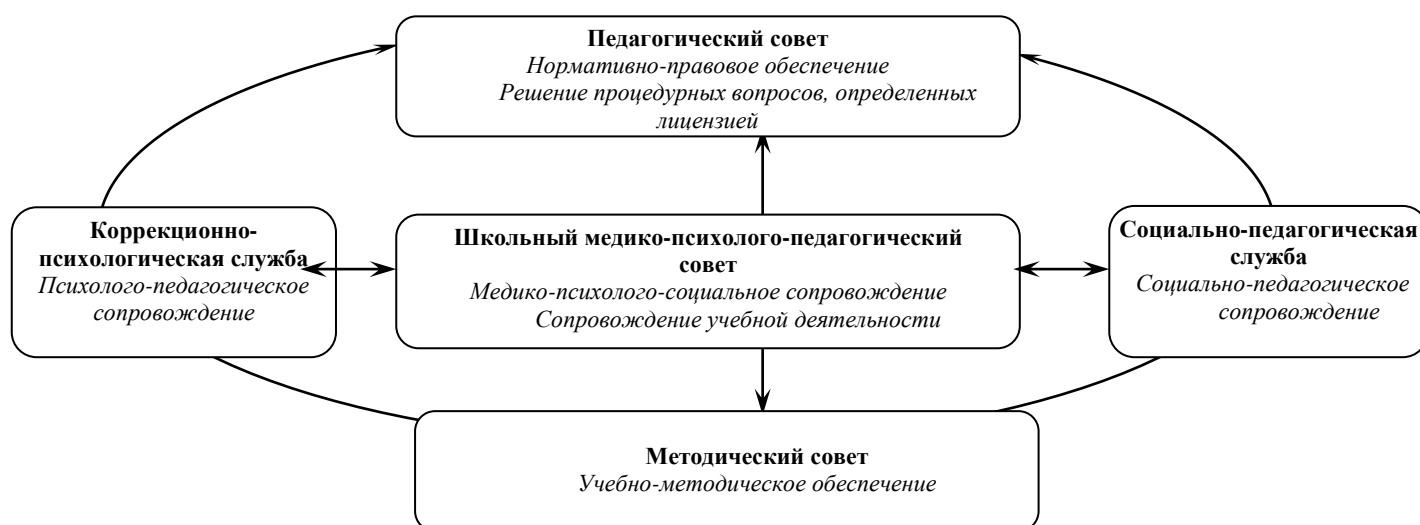 Педагогический совет
Нормативно-правовое обеспечение
Решение процедурных вопросов, определенных
лицензией
Коррекционно-
психологическая служба
Психолого-педагогическое
сопровождение
Школьный медико-психолого-педагогический
совет
Медико-психолого-социальное сопровождение
Сопровождение учебной деятельности
Социально-педагогическая
служба
Социально-педагогическое
сопровождение
Методический совет
Учебно-методическое обеспечение